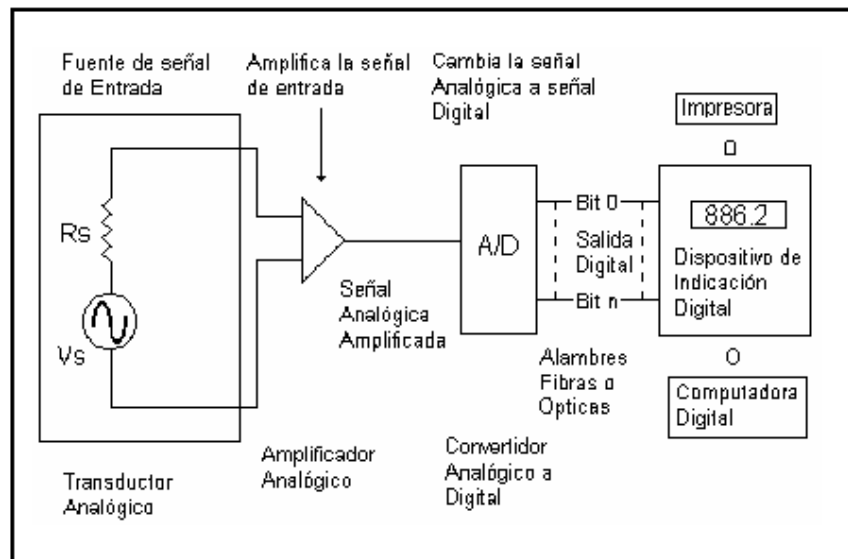 Fuente de señal
de Entrada
Amplifica la señal
de entrada
Cambia la señal
Analógica a señal
Digital
Impresora
o
Rs
Vs
A/D
Bit 0
Salida
Digital
Bit n
886.2
Dispositivo de
Indicación
Digital
Señal
Analógica
Amplificada
Alambres
Fibras o
Opticas
o
Computadora
Digital
Transductor
Analógico
Amplificador
Analógico
Convertidor
Analógico a
Digital